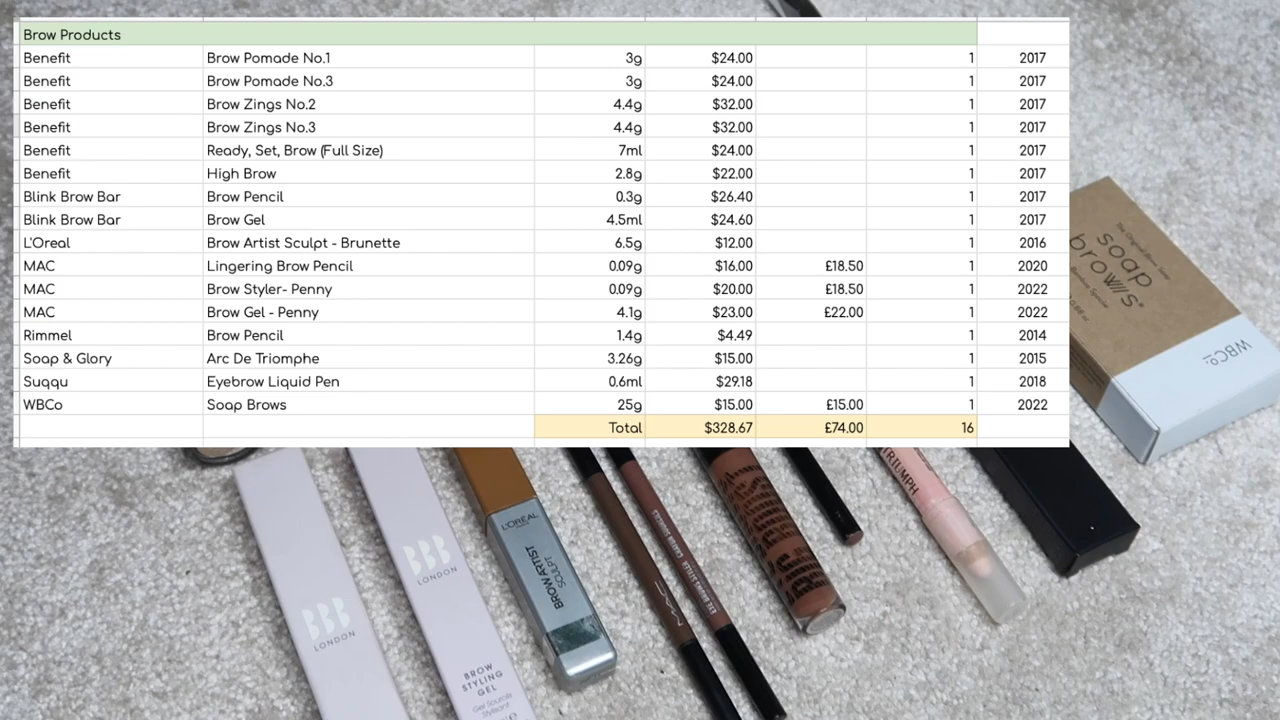 Brow Products
Benefit Brow Pomade No.1 3g $24.00 1 2017
Benefit Brow Pomade No.3 3g $24.00 1 2017
Benefit Brow Zings No.2 4.4g $32.00 1 2017
Benefit Brow Zings No.3 4.4g $32.00 1 2017
Benefit Ready, Set, Brow (Full Size) 7ml $24.00 1 2017
Benefit High Brow 2.8g $22.00 1 2017
Blink Brow Bar Brow Pencil 0.3g $26.40 1 2017
Blink Brow Bar Brow Gel 4.5ml $24.60 1 2017
L'Oreal Brow Artist Sculpt - Brunette 6.5g $12.00 1 2016
MAC Lingering Brow Pencil 0.09g $16.00 £18.50 1 2020
MAC Brow Styler- Penny 0.09g $20.00 £18.50 1 2022
MAC Brow Gel - Penny 4.1g $23.00 £22.00 1 2022
Rimmel Brow Pencil 1.4g $4.49 1 2014
Soap & Glory Arc De Triomphe 3.26g $15.00 1 2015
Suqqu Eyebrow Liquid Pen 0.6ml $29.18 1 2018
WBCo Soap Brows 25g $15.00 £15.00 1 2022
Total $328.67 £74.00 16
soap
brows
WBCo.
BBB
LONDON
BBB
LONDON
BROW
STYLING
GEL
Gel Sourcils
Stylisant
L'ORÉAL
BROW ARTIST
SCULPT
MAC
EYE BROWS STYLER
TRIUMPH